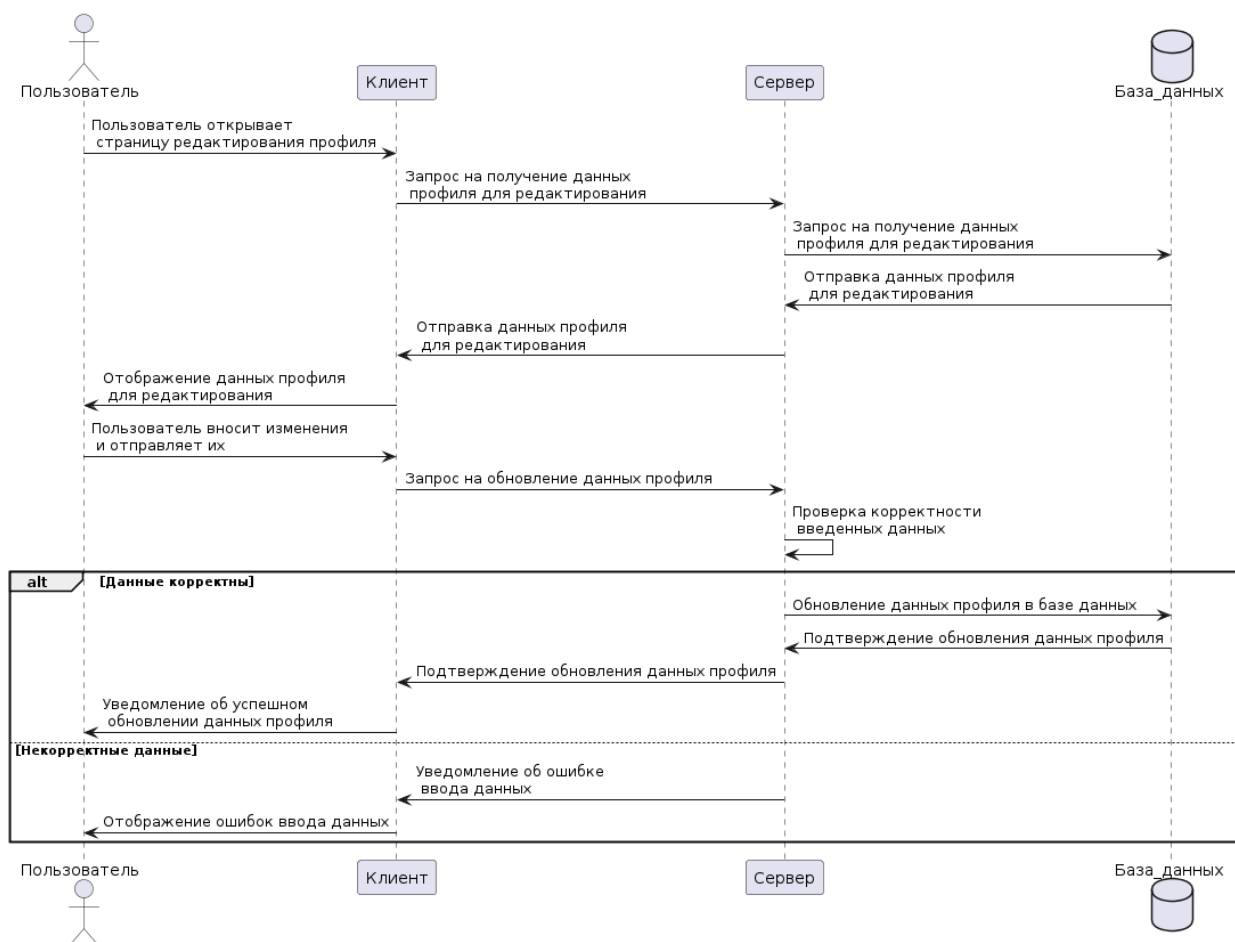 Пользователь
Клиент
Сервер
База_данных
Пользователь открывает
страницу редактирования профиля
Запрос на получение данных
профиля для редактирования
Запрос на получение данных
профиля для редактирования
Отправка данных профиля
для редактирования
Отправка данных профиля
для редактирования
Отображение данных профиля
для редактирования
Пользователь вносит изменения
и отправляет их
Запрос на обновление данных профиля
Проверка корректности
введенных данных
alt [Данные корректны]
Обновление данных профиля в базе данных
Подтверждение обновления данных профиля
Подтверждение обновления данных профиля
Уведомление об успешном
обновлении данных профиля
[Некорректные данные]
Уведомление об ошибке
ввода данных
Отображение ошибок ввода данных
Пользователь
Клиент
Сервер
База_данных